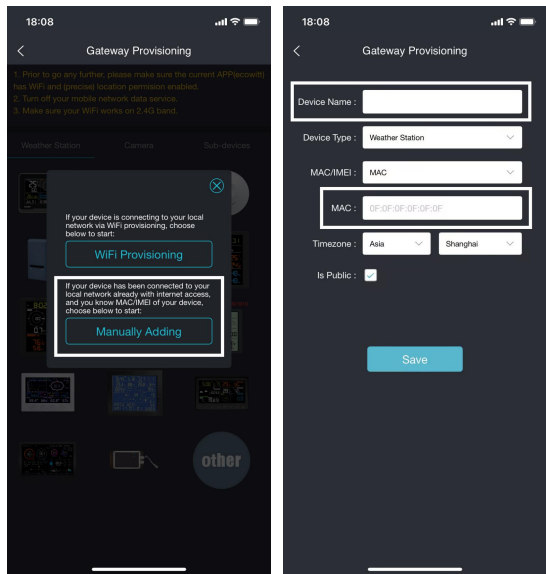 18:08
Gateway Provisioning
1. Prior to go any further, please make sure the current APP(ecowitt)
has WiFi and (precise) location permision enabled.
2. Turn off your mobile network data service.
3. Make sure your WiFi works on 2.4G band.
Weather Station Camera Sub-devices
If your device is connecting to your local
network via WiFi provisioning, choose
below to start:
WiFi Provisioning
If your device has been connected to your
local network already with internet access,
and you know MAC/IMEI of your device,
choose below to start:
Manually Adding
other
18:08
Gateway Provisioning
Device Name :
Device Type : Weather Station
MAC/IMEI : MAC
MAC : 0F:0F:0F:0F:0F:0F
Timezone : Asia Shanghai
Is Public :
Save